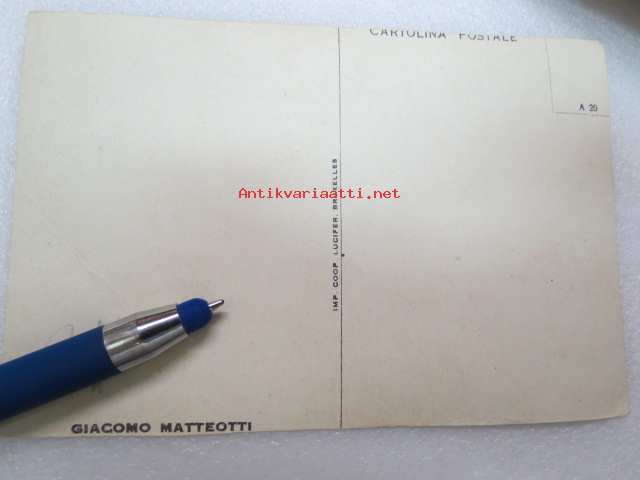 CARTOLINA POSTALE
A 20
Antikvariaatti.net
IMP. COOP. LUCIFER. BRUXELLES
GIACOMO MATTEOTTI